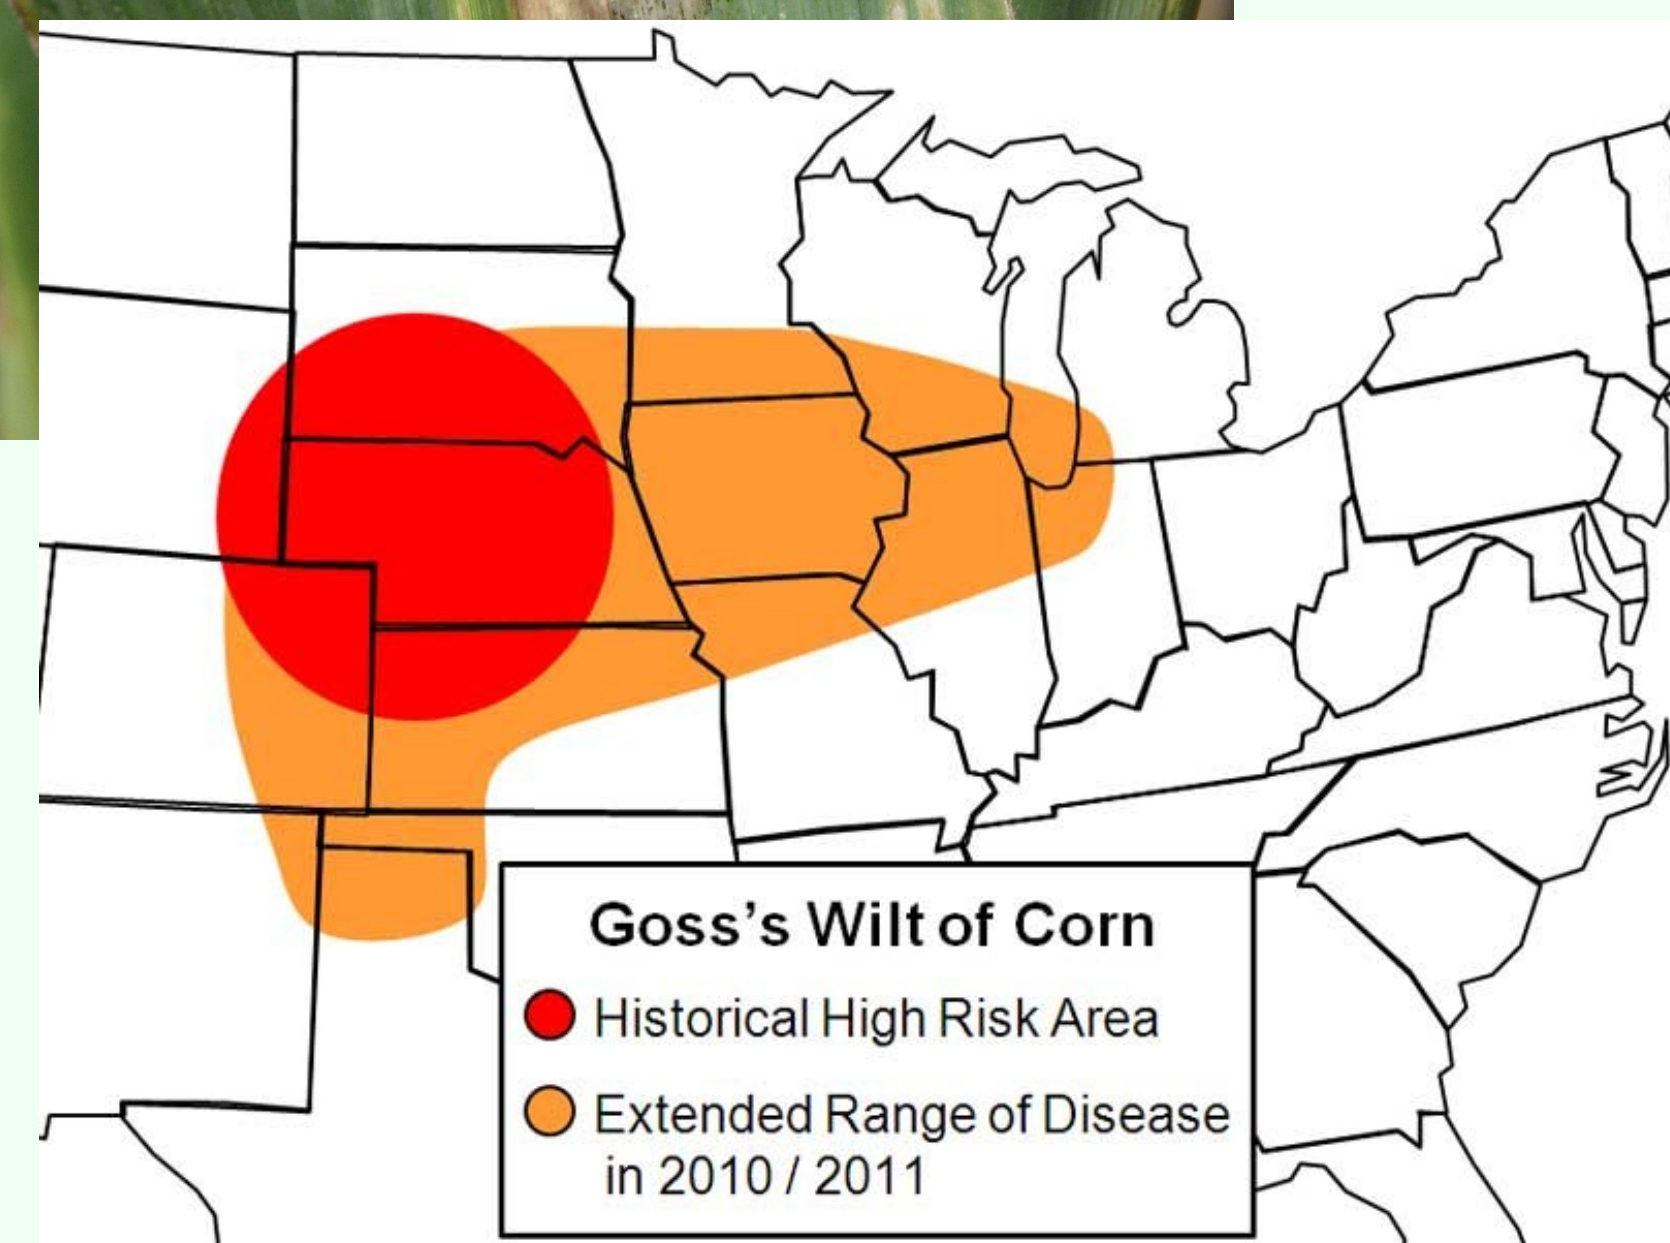 Goss’s Wilt of Corn
Historical High Risk Area
Extended Range of Disease
in 2010 / 2011